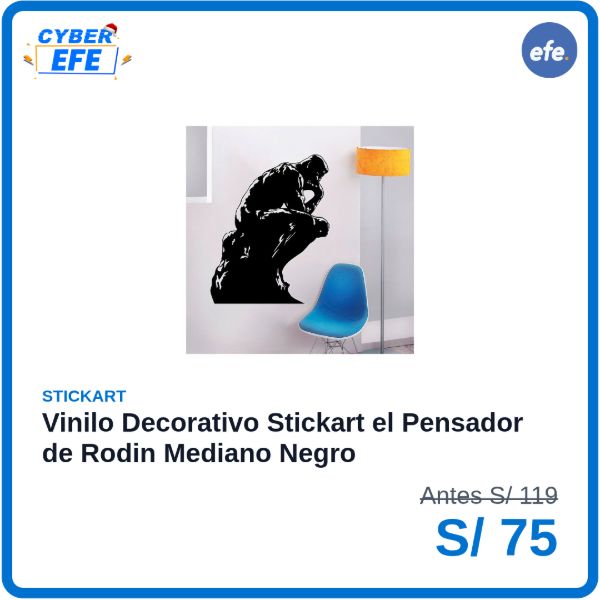 CYBER
EFE
efe.
STICKART
Vinilo Decorativo Stickart el Pensador
de Rodin Mediano Negro
Antes S/ 119
S/ 75